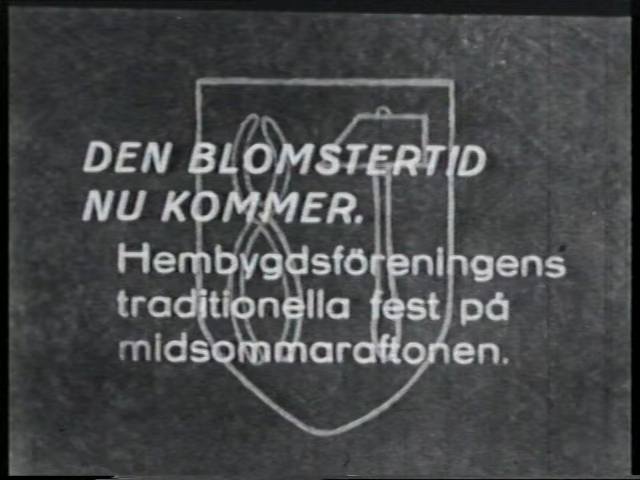 DEN BLOMSTERTID
NU KOMMER.
Hembygdsföreningens
traditionella fest på
midsommaraftonen.